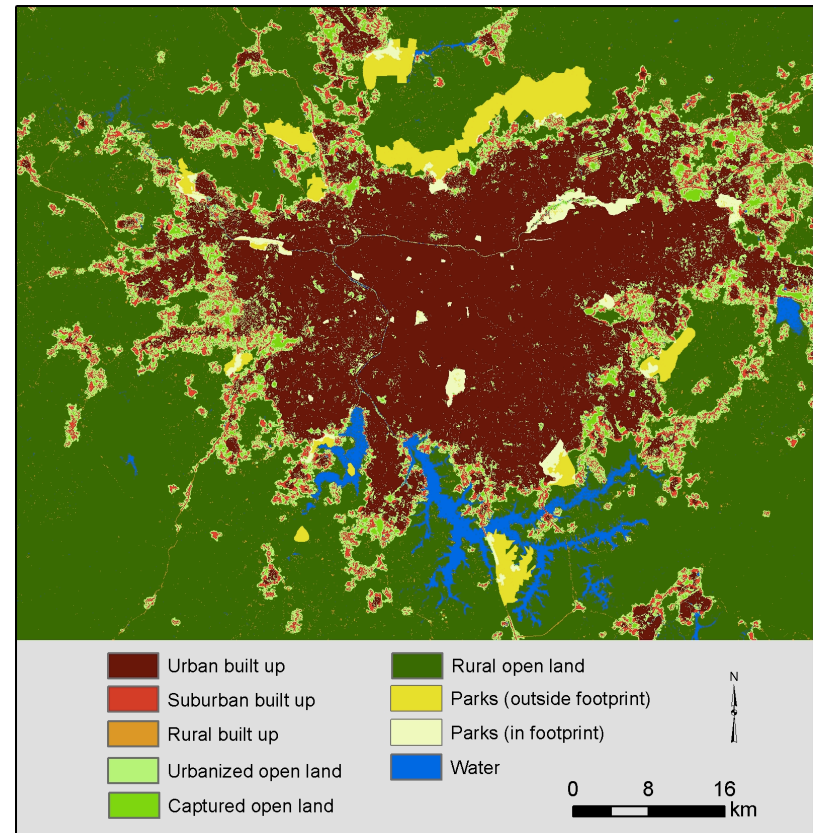 Urban built up
Suburban built up
Rural built up
Urbanized open land
Captured open land
Rural open land
Parks (outside footprint)
Parks (in footprint)
Water
N
0 8 16
km